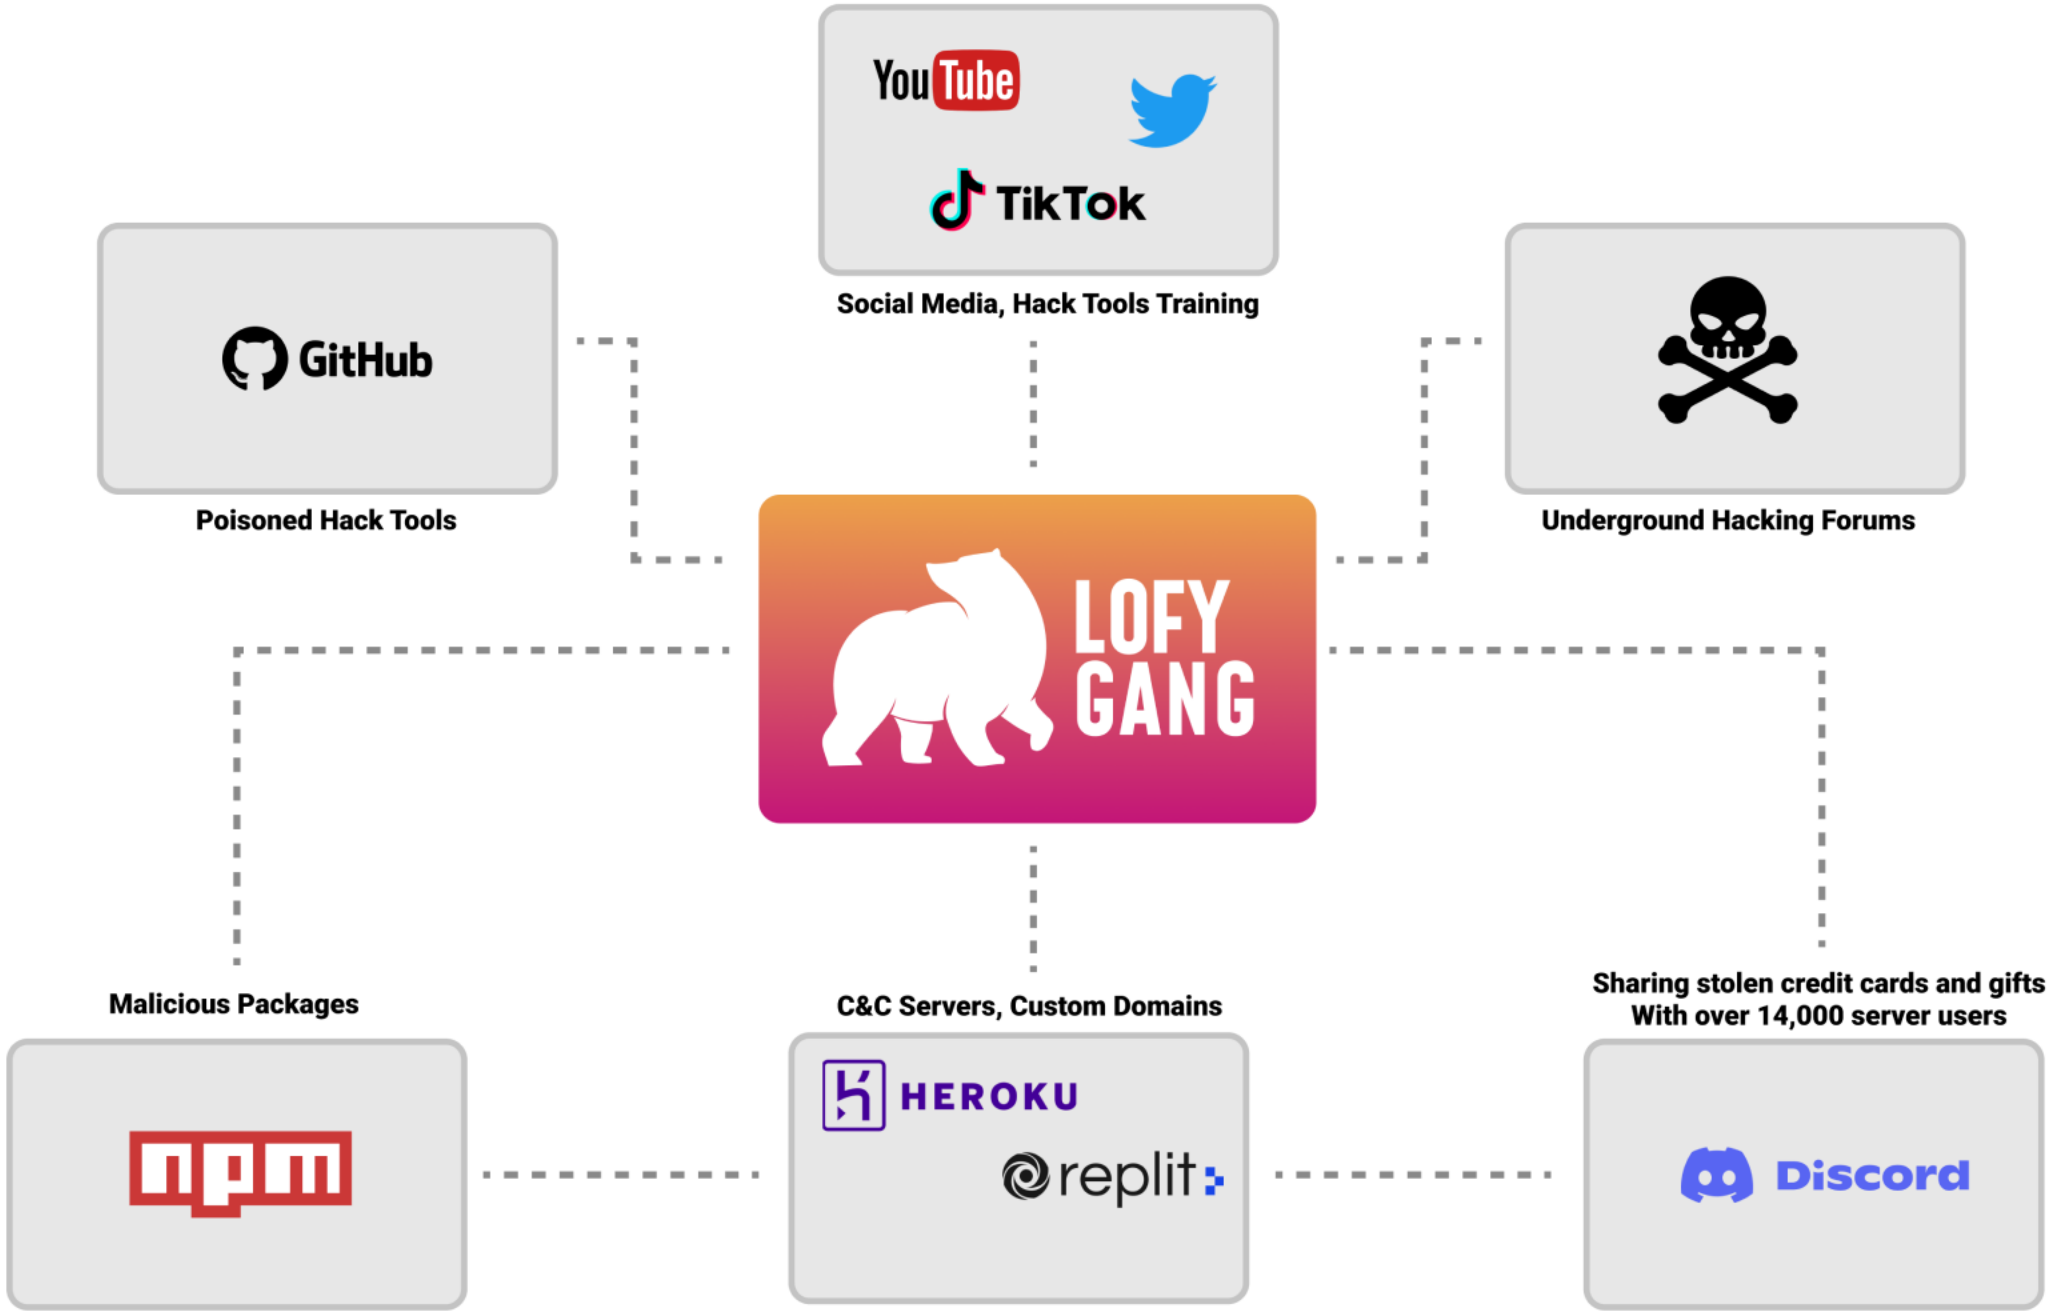 YouTube
TikTok
Social Media, Hack Tools Training
GitHub
Poisoned Hack Tools
Underground Hacking Forums
LOFY
GANG
Malicious Packages
npm
C&C Servers, Custom Domains
HEROKU
replit
Sharing stolen credit cards and gifts
With over 14,000 server users
Discord